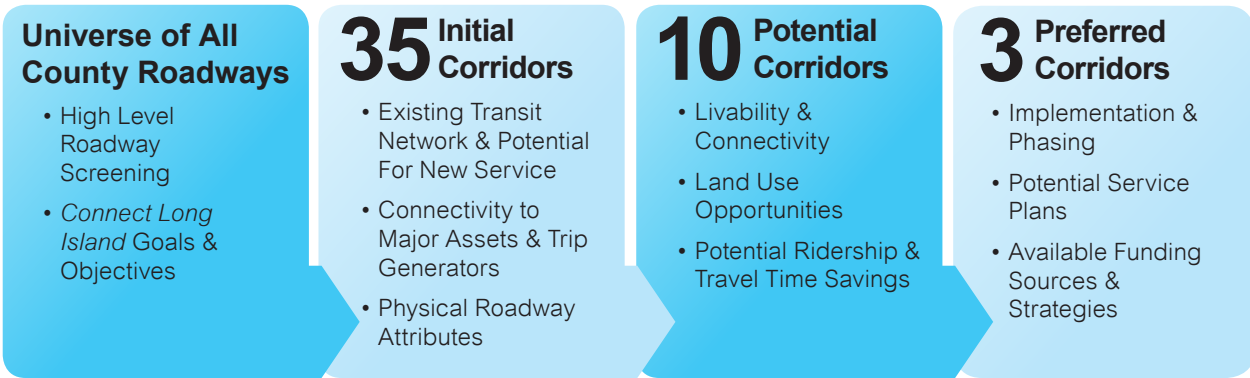 Universe of All
County Roadways
• High Level
Roadway
Screening
• Connect Long
Island Goals &
Objectives
35 Initial
Corridors
• Existing Transit
Network & Potential
For New Service
• Connectivity to
Major Assets & Trip
Generators
• Physical Roadway
Attributes
10 Potential
Corridors
• Livability &
Connectivity
• Land Use
Opportunities
• Potential Ridership &
Travel Time Savings
3 Preferred
Corridors
• Implementation &
Phasing
• Potential Service
Plans
• Available Funding
Sources &
Strategies